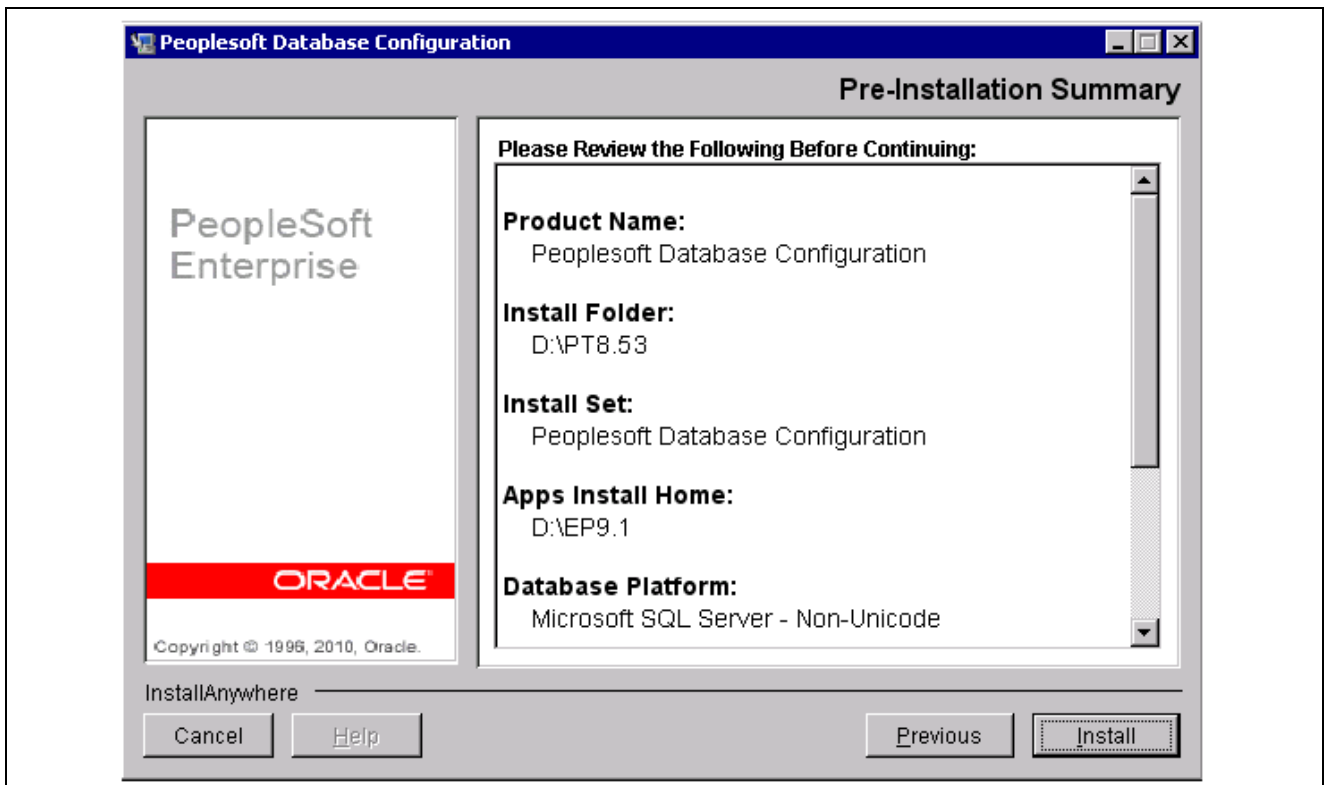 Peoplesoft Database Configuration
Pre-Installation Summary
PeopleSoft
Enterprise
ORACLE
Copyright © 1996, 2010, Oracle.
Please Review the Following Before Continuing:
Product Name:
Peoplesoft Database Configuration
Install Folder:
D:\PT8.53
Install Set:
Peoplesoft Database Configuration
Apps Install Home:
D:\EP9.1
Database Platform:
Microsoft SQL Server - Non-Unicode
InstallAnywhere
Cancel
Help
Previous
Install